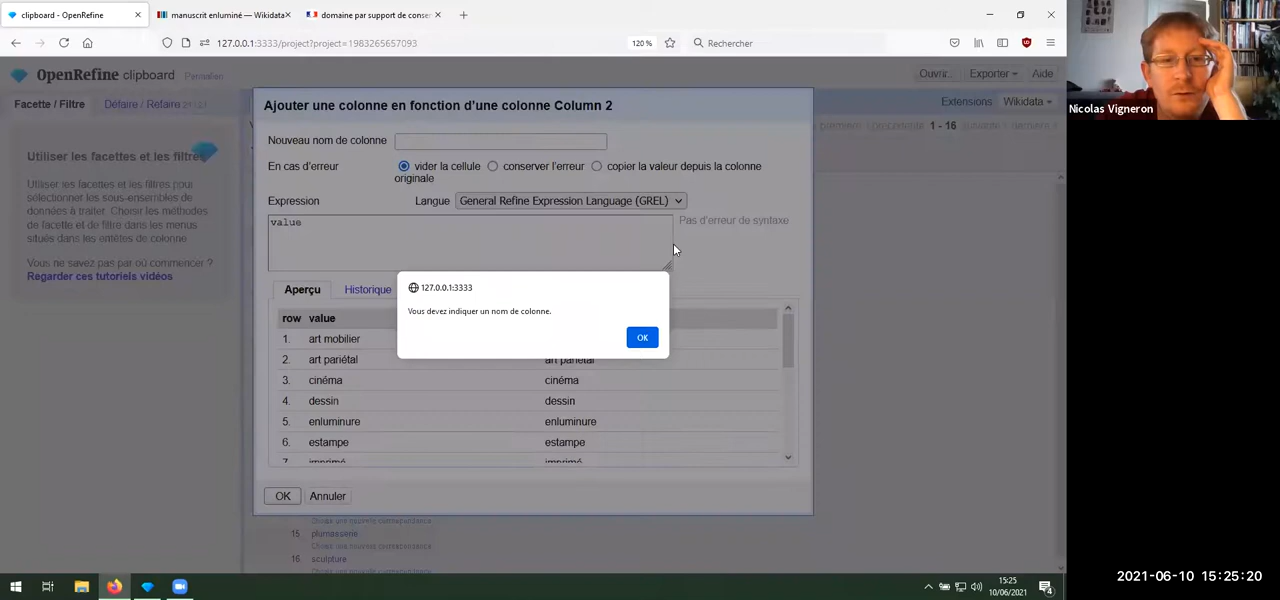 clipboard - OpenRefine
manuscrit enluminé — Wikidata
domaine par support de conser
127.0.0.1:3333/project?project=1983265657093
120 %
Rechercher
OpenRefine clipboard Permalien
Ouvrir.. Exporter Aide
Facette / Filtre Défaire / Refaire
Extensions Wikidata
1 - 16
Ajouter une colonne en fonction d'une colonne Column 2
Nouveau nom de colonne
En cas d'erreur vider la cellule conserver l'erreur copier la valeur depuis la colonne
originale
Expression Langue General Refine Expression Language (GREL)
value
Pas d'erreur de syntaxe
Utiliser les facettes et les filtres
Utiliser les facettes et les filtres pour
sélectionner les sous-ensembles de
données à traiter. Choisir les méthodes
de facette et de filtre dans les menus
situés dans les entêtes de colonne
Vous ne savez pas par où commencer ?
Regarder ces tutoriels vidéos
Aperçu Historique
127.0.0.1:3333
Vous devez indiquer un nom de colonne.
OK
row value
1. art mobilier
2. art pariétal art pariétal
3. cinéma cinéma
4. dessin dessin
5. enluminure enluminure
6. estampe estampe
7. imprimé imprimé
OK Annuler
15 plumasserie
16 sculpture
Nicolas Vigneron
15:25
10/06/2021
4
2021-06-10 15:25:20